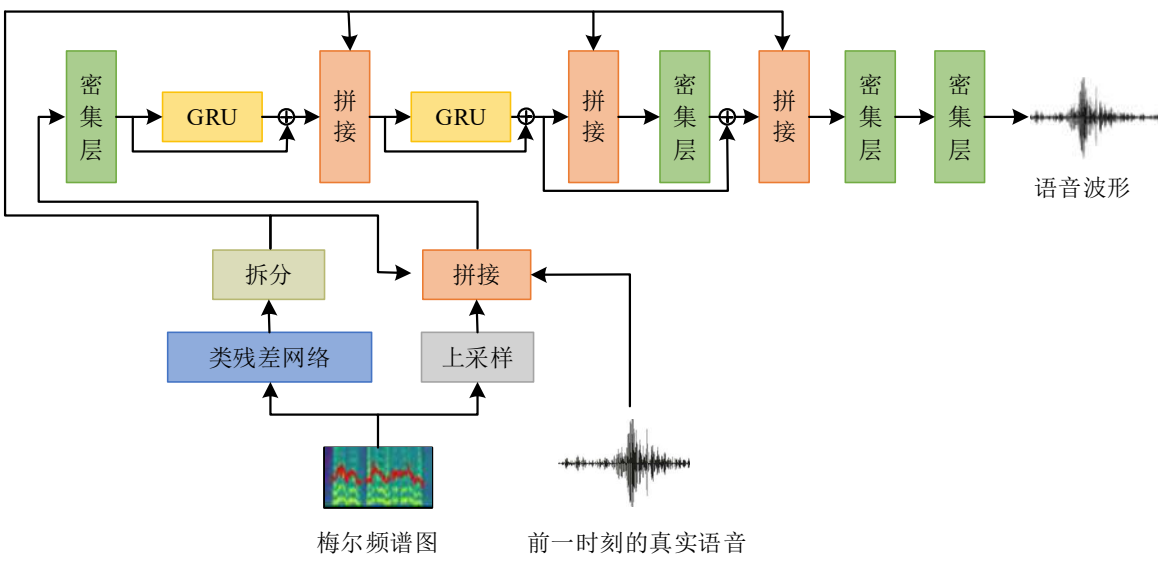 密集层
GRU
拼接
GRU
拼接
密集层
拼接
密集层
密集层
语音波形
拆分
拼接
类残差网络
上采样
梅尔频谱图
前一时刻的真实语音